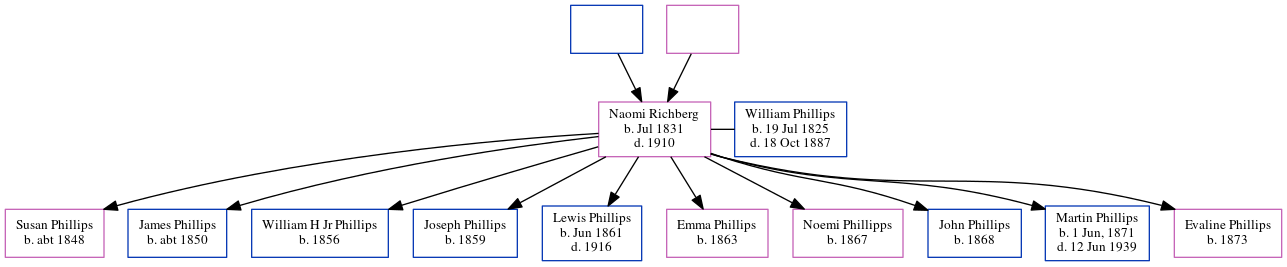 Naomi Richberg
b. Jul 1831
d. 1910
William Phillips
b. 19 Jul 1825
d. 18 Oct 1887
Susan Phillips
b. abt 1848
James Phillips
b. abt 1850
William H Jr Phillips
b. 1856
Joseph Phillips
b. 1859
Lewis Phillips
b. Jun 1861
d. 1916
Emma Phillips
b. 1863
Noemi Phillipps
b. 1867
John Phillips
b. 1868
Martin Phillips
b. 1 Jun, 1871
d. 12 Jun 1939
Evaline Phillips
b. 1873